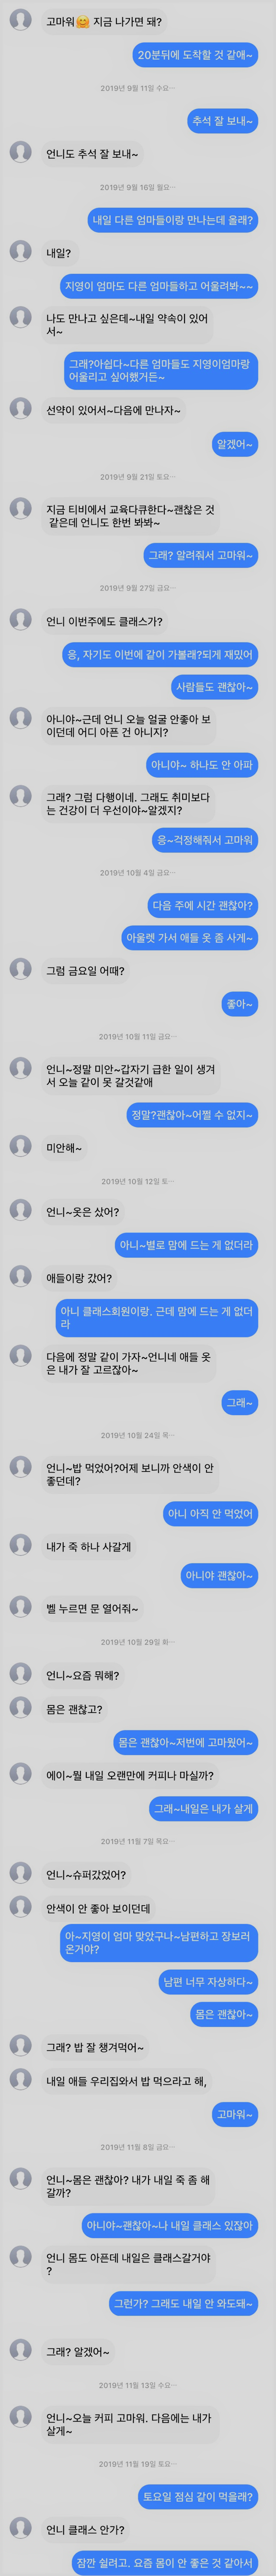 고마워🤗 지금 나가면 돼?
20분뒤에 도착할 것 같애~
2019년 9월 11일 수요…
추석 잘 보내~
언니도 추석 잘 보내~
2019년 9월 16일 월요…
내일 다른 엄마들이랑 만나는데 올래?
내일?
지영이 엄마도 다른 엄마들하고 어울려봐~~
나도 만나고 싶은데~내일 약속이 있어
서~
그래?아쉽다~다른 엄마들도 지영이엄마랑
어울리고 싶어했거든~
선약이 있어서~다음에 만나자~
알겠어~
2019년 9월 21일 토요…
지금 티비에서 교육다큐한다~괜찮은 것
같은데 언니도 한번 봐봐~
그래? 알려줘서 고마워~
2019년 9월 27일 금요…
언니 이번주에도 클래스가?
응, 자기도 이번에 같이 가볼래?되게 재밌어
사람들도 괜찮아~
아니야~근데 언니 오늘 얼굴 안좋아 보
이던데 어디 아픈 건 아니지?
아니야~ 하나도 안 아파
그래? 그럼 다행이네. 그래도 취미보다
는 건강이 더 우선이야~알겠지?
응~걱정해줘서 고마워
2019년 10월 4일 금요…
다음 주에 시간 괜찮아?
아울렛 가서 애들 옷 좀 사게~
그럼 금요일 어때?
좋아~
2019년 10월 11일 금요…
언니~정말 미안~갑자기 급한 일이 생겨
서 오늘 같이 못 갈것같애
정말?괜찮아~어쩔 수 없지~
미안해~
2019년 10월 12일 토…
언니~옷은 샀어?
아니~별로 맘에 드는 게 없더라
애들이랑 갔어?
아니 클래스회원이랑. 근데 맘에 드는 게 없더
라
다음에 정말 같이 가자~언니네 애들 옷
은 내가 잘 고르잖아~
그래~
2019년 10월 24일 목…
언니~밥 먹었어?어제 보니까 안색이 안
좋던데?
아니 아직 안 먹었어
내가 죽 하나 사갈게
아니야 괜찮아~
벨 누르면 문 열어줘~
2019년 10월 29일 화…
언니~요즘 뭐해?
몸은 괜찮고?
몸은 괜찮아~저번에 고마웠어~
에이~뭘 내일 오랜만에 커피나 마실까?
그래~내일은 내가 살게
2019년 11월 7일 목요…
언니~슈퍼갔었어?
안색이 안 좋아 보이던데
아~지영이 엄마 맞았구나~남편하고 장보러
온거야?
남편 너무 자상하다~
몸은 괜찮아~
그래? 밥 잘 챙겨먹어~
내일 애들 우리집와서 밥 먹으라고 해,
고마워~
2019년 11월 8일 금요…
언니~몸은 괜찮아? 내가 내일 죽 좀 해
갈까?
아니야~괜찮아~나 내일 클래스 있잖아
언니 몸도 아픈데 내일은 클래스갈거야
?
그런가? 그래도 내일 안 와도돼~
그래? 알겠어~
2019년 11월 13일 수요…
언니~오늘 커피 고마워. 다음에는 내가
살게~
2019년 11월 19일 토요…
토요일 점심 같이 먹을래?
언니 클래스 안가?
잠깐 쉴려고. 요즘 몸이 안 좋은 것 같아서